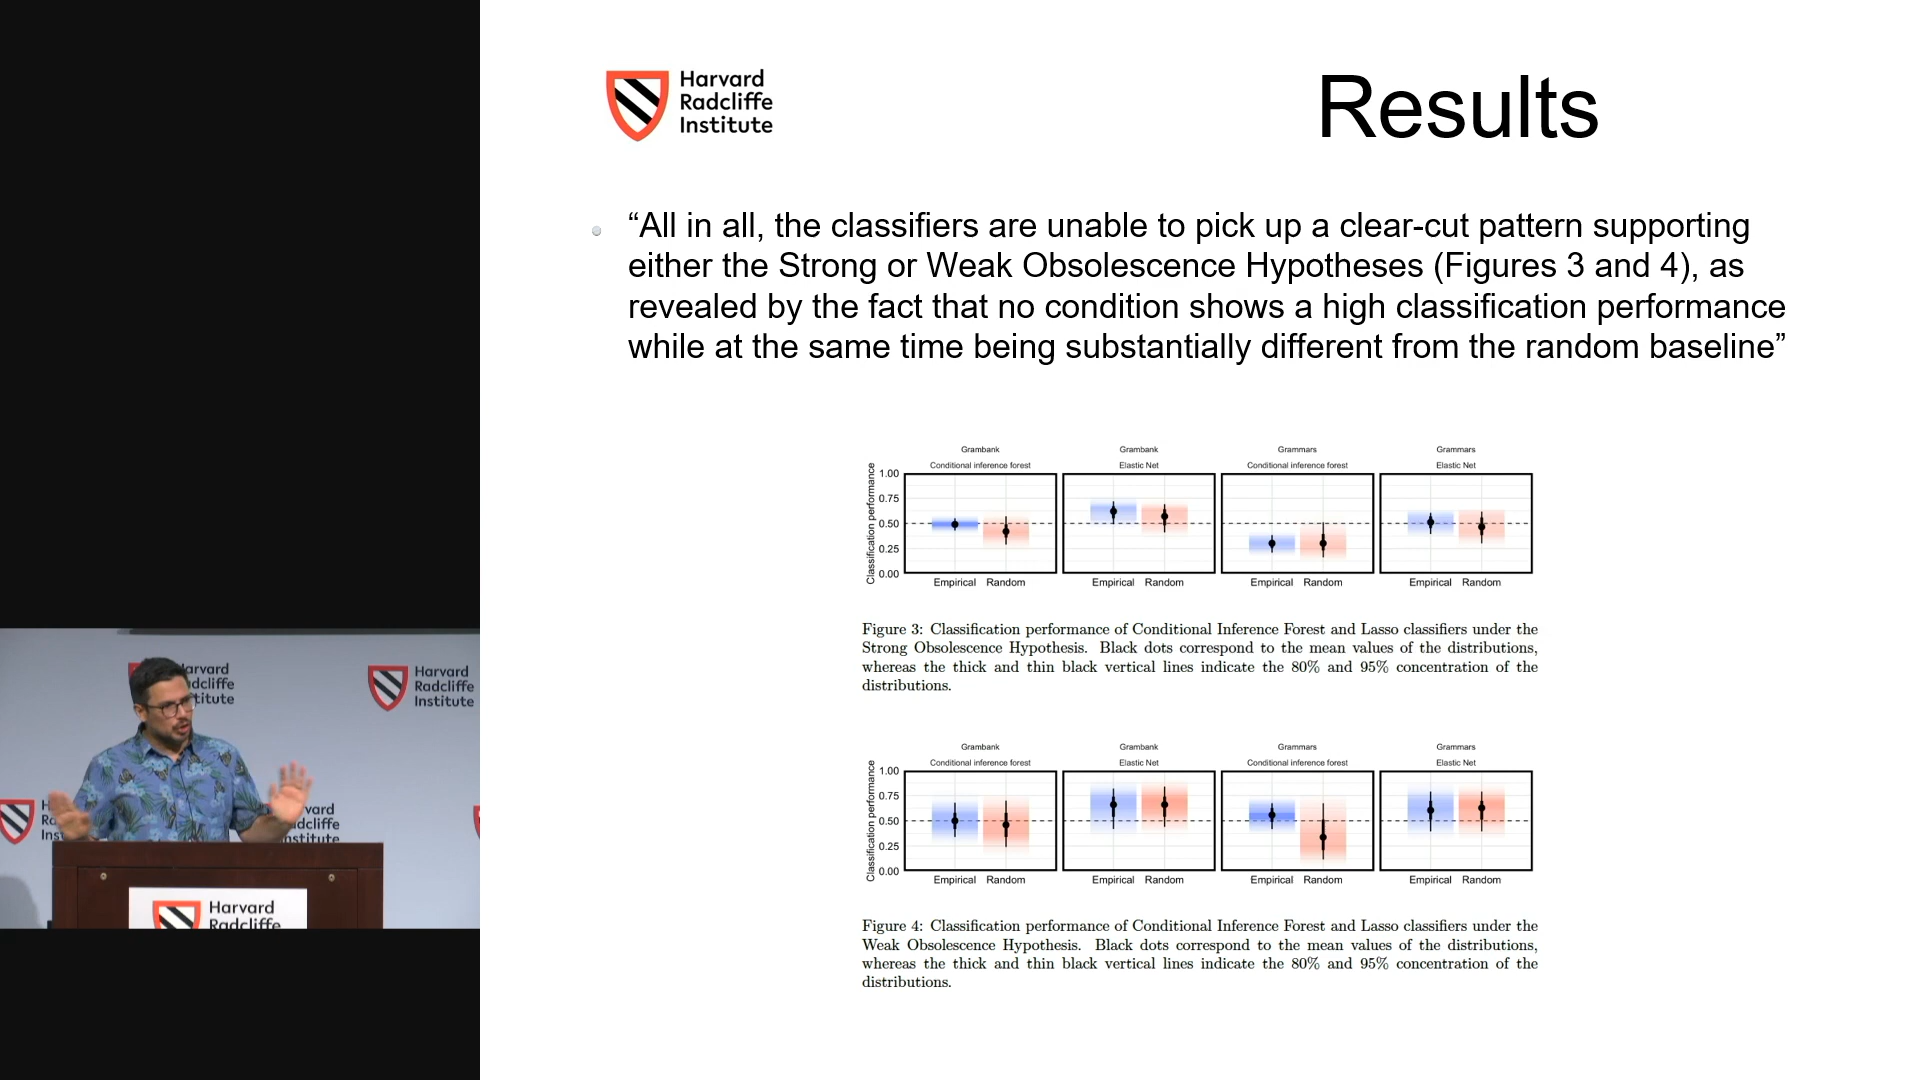 Harvard
Radcliffe
Institute
Results
“All in all, the classifiers are unable to pick up a clear-cut pattern supporting
either the Strong or Weak Obsolescence Hypotheses (Figures 3 and 4), as
revealed by the fact that no condition shows a high classification performance
while at the same time being substantially different from the random baseline”
Grambank Grambank Grammars Grammars
Conditional inference forest Elastic Net Conditional inference forest Elastic Net
Classification performance
1.00
0.75
0.50
0.25
0.00
Empirical Random Empirical Random Empirical Random Empirical Random
Figure 3: Classification performance of Conditional Inference Forest and Lasso classifiers under the
Strong Obsolescence Hypothesis. Black dots correspond to the mean values of the distributions,
whereas the thick and thin black vertical lines indicate the 80% and 95% concentration of the
distributions.
Grambank Grambank Grammars Grammars
Conditional inference forest Elastic Net Conditional inference forest Elastic Net
Classification performance
1.00
0.75
0.50
0.25
0.00
Empirical Random Empirical Random Empirical Random Empirical Random
Figure 4: Classification performance of Conditional Inference Forest and Lasso classifiers under the
Weak Obsolescence Hypothesis. Black dots correspond to the mean values of the distributions,
whereas the thick and thin black vertical lines indicate the 80% and 95% concentration of the
distributions.
Harvard
Radcliffe
Institute
Harvard
Radcliffe